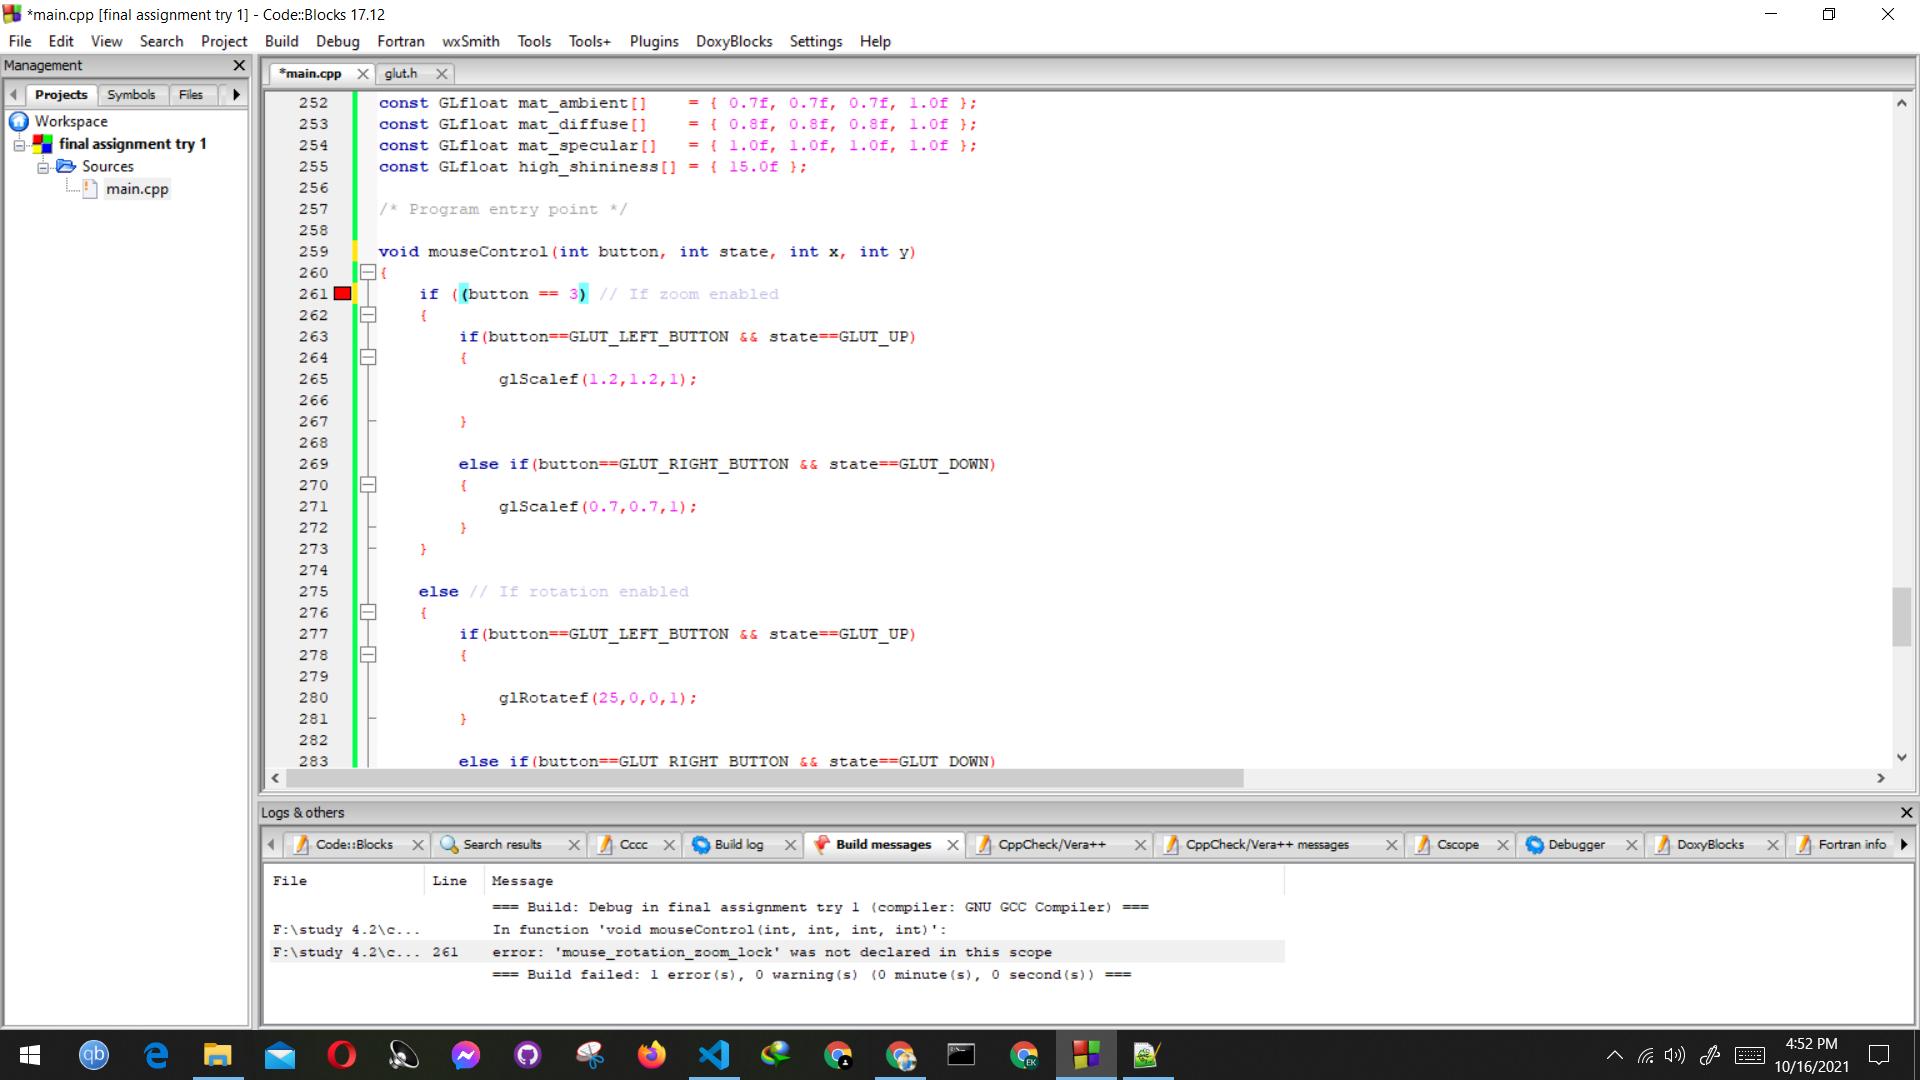 *main.cpp [final assignment try 1] - Code::Blocks 17.12
File Edit View Search Project Build Debug Fortran wxSmith Tools Tools+ Plugins DoxyBlocks Settings Help
Management
Projects Symbols Files
Workspace
final assignment try 1
Sources
main.cpp
*main.cpp glut.h
252 const GLfloat mat_ambient[] = { 0.7f, 0.7f, 0.7f, 1.0f };
253 const GLfloat mat_diffuse[] = { 0.8f, 0.8f, 0.8f, 1.0f };
254 const GLfloat mat_specular[] = { 1.0f, 1.0f, 1.0f, 1.0f };
255 const GLfloat high_shininess[] = { 15.0f };
256
257 /* Program entry point */
258
259 void mouseControl(int button, int state, int x, int y)
260 {
261 if ((button == 3) // If zoom enabled
262 {
263 if(button==GLUT_LEFT_BUTTON && state==GLUT_UP)
264 {
265 glScalef(1.2,1.2,1);
266
267 }
268
269 else if(button==GLUT_RIGHT_BUTTON && state==GLUT_DOWN)
270 {
271 glScalef(0.7,0.7,1);
272 }
273 }
274
275 else // If rotation enabled
276 {
277 if(button==GLUT_LEFT_BUTTON && state==GLUT_UP)
278 {
279
280 glRotatef(25,0,0,1);
281 }
282
283 else if(button==GLUT_RIGHT_BUTTON && state==GLUT_DOWN)
Logs & others
Code::Blocks Search results Cccc Build log Build messages CppCheck/Vera++ CppCheck/Vera++ messages Cscope Debugger DoxyBlocks Fortran info
File Line Message
=== Build: Debug in final assignment try 1 (compiler: GNU GCC Compiler) ===
F:\study 4.2\c... In function 'void mouseControl(int, int, int, int)':
F:\study 4.2\c... 261 error: 'mouse_rotation_zoom_lock' was not declared in this scope
=== Build failed: 1 error(s), 0 warning(s) (0 minute(s), 0 second(s)) ===
qb
EK
4:52 PM
10/16/2021